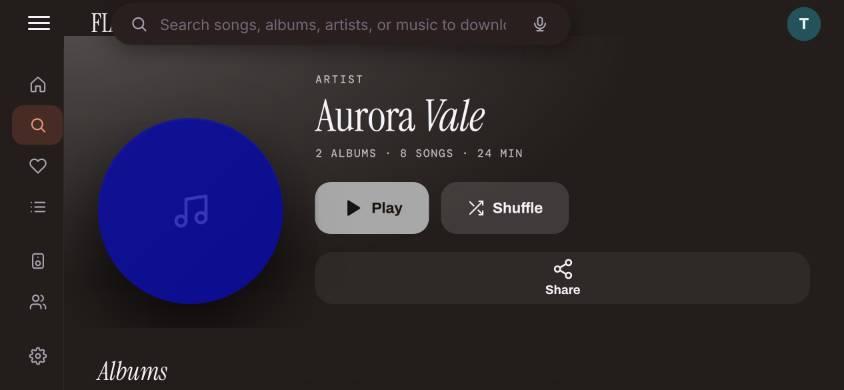 FL
Search songs, albums, artists, or music to downl
T
ARTIST
Aurora Vale
2 ALBUMS · 8 SONGS · 24 MIN
Play
Shuffle
Share
Albums